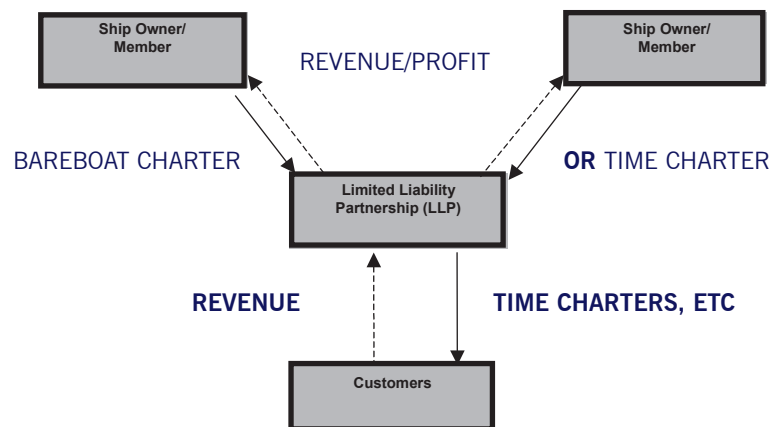 Ship Owner/
Member
Ship Owner/
Member
REVENUE/PROFIT
BAREBOAT CHARTER
OR TIME CHARTER
Limited Liability
Partnership (LLP)
REVENUE
TIME CHARTERS, ETC
Customers